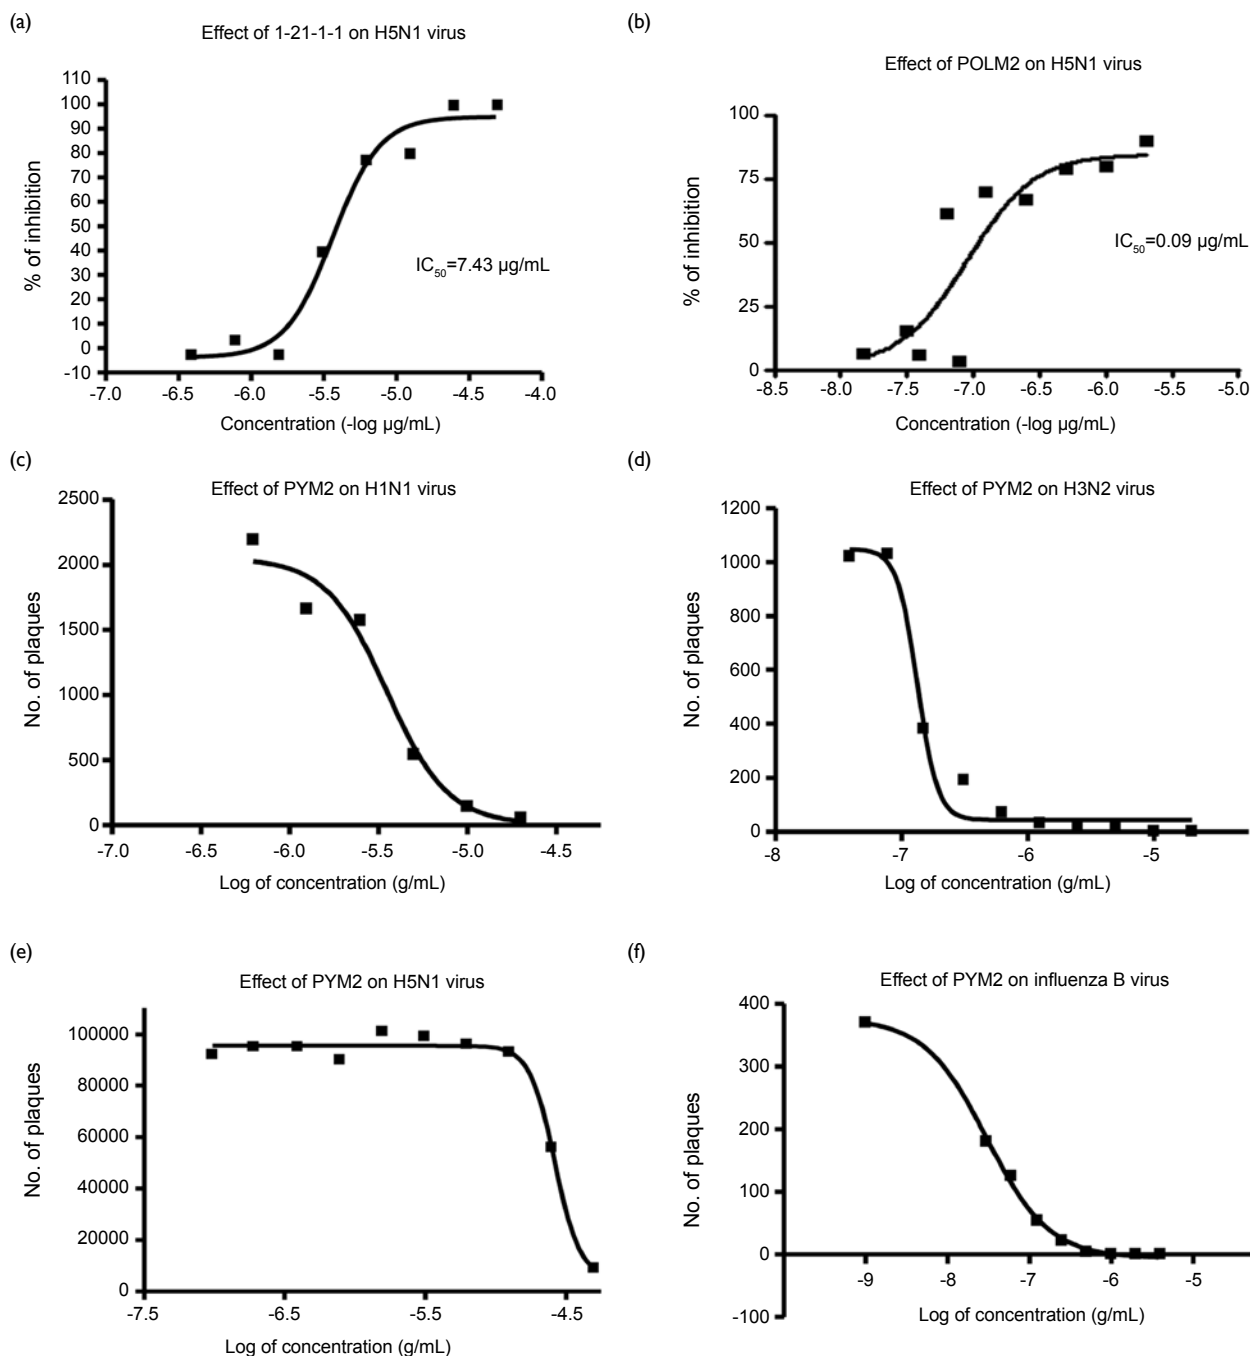 (a)
Effect of 1-21-1-1 on H5N1 virus
110
100
90
80
70
60
50
40
30
20
10
0
-10
% of inhibition
IC50=7.43 µg/mL
-7.0 -6.5 -6.0 -5.5 -5.0 -4.5 -4.0
Concentration (-log µg/mL)
(b)
Effect of POLM2 on H5N1 virus
100
75
50
25
0
% of inhibition
IC50=0.09 µg/mL
-8.5 -8.0 -7.5 -7.0 -6.5 -6.0 -5.5 -5.0
Concentration (-log µg/mL)
(c)
Effect of PYM2 on H1N1 virus
2500
2000
1500
1000
500
0
No. of plaques
-7.0 -6.5 -6.0 -5.5 -5.0 -4.5
Log of concentration (g/mL)
(d)
Effect of PYM2 on H3N2 virus
1200
1000
800
600
400
200
0
No. of plaques
-8 -7 -6 -5
Log of concentration (g/mL)
(e)
Effect of PYM2 on H5N1 virus
100000
80000
60000
40000
20000
0
No. of plaques
-7.5 -6.5 -5.5 -4.5
Log of concentration (g/mL)
(f)
Effect of PYM2 on influenza B virus
400
300
200
100
0
-100
No. of plaques
-9 -8 -7 -6 -5
Log of concentration (g/mL)